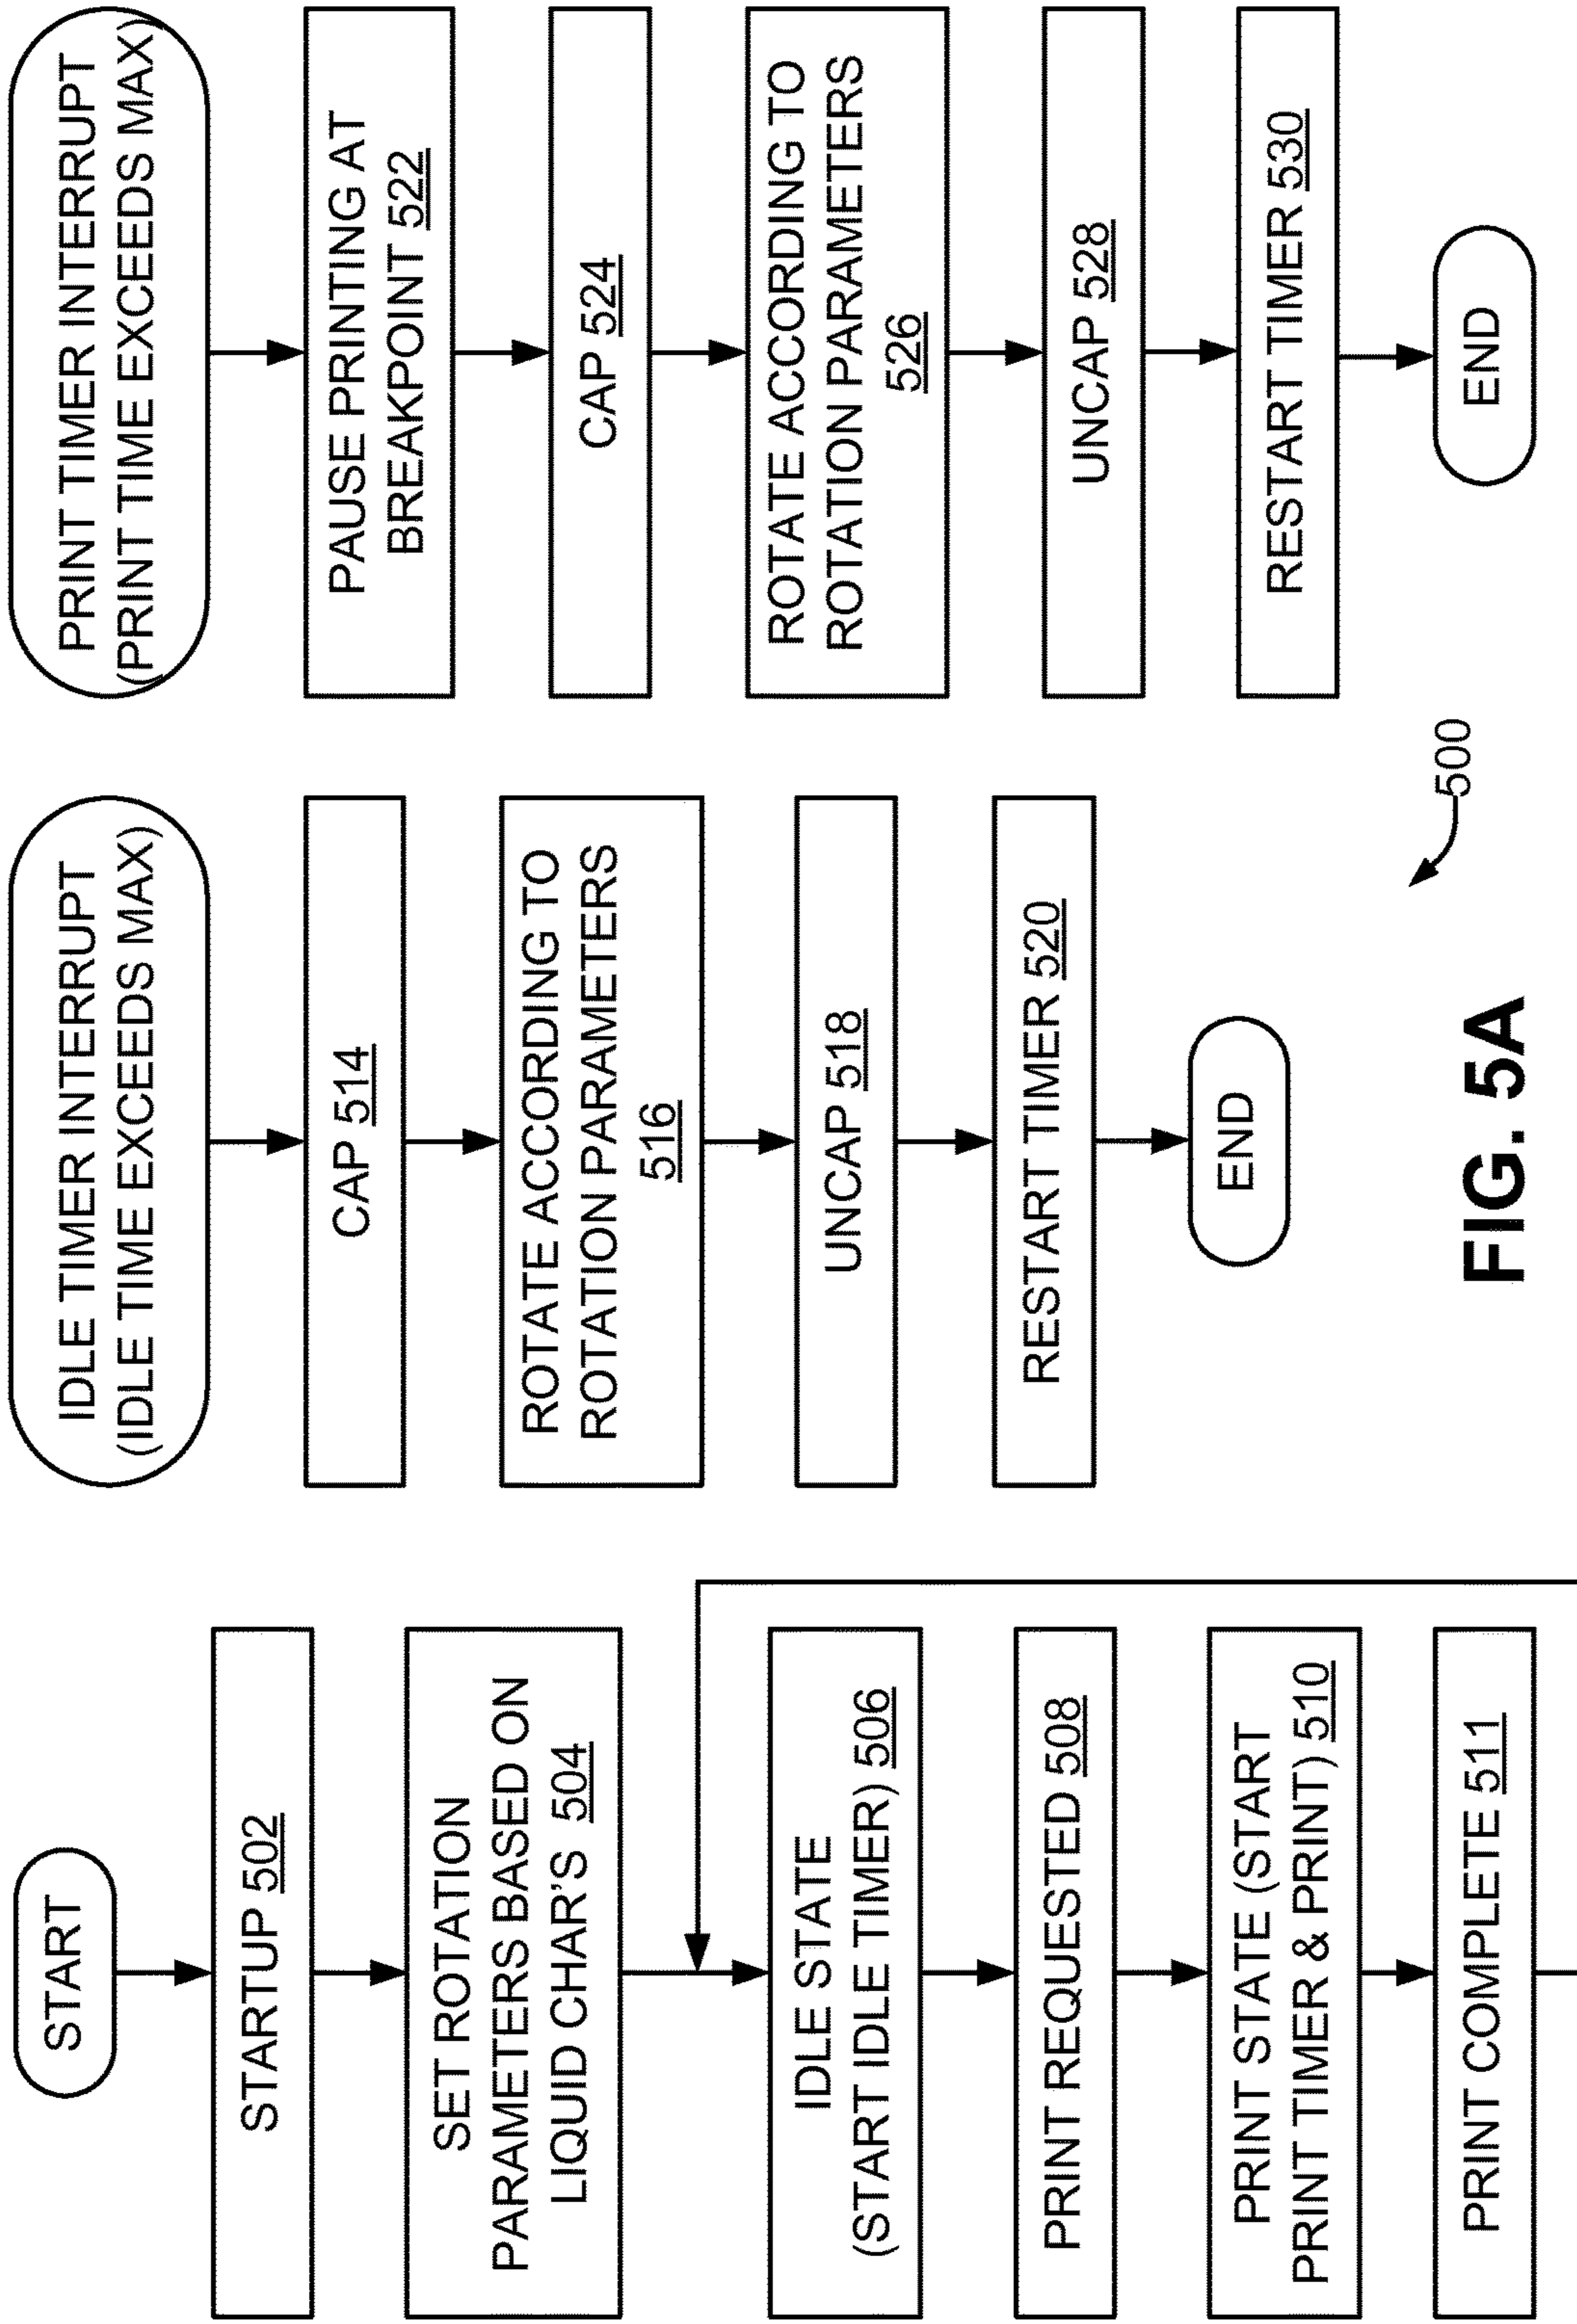 START
STARTUP 502
SET ROTATION
PARAMETERS BASED ON
LIQUID CHAR'S 504
IDLE STATE
(START IDLE TIMER) 506
PRINT REQUESTED 508
PRINT STATE (START
PRINT TIMER & PRINT) 510
PRINT COMPLETE 511
IDLE TIMER INTERRUPT
(IDLE TIME EXCEEDS MAX)
CAP 514
ROTATE ACCORDING TO
ROTATION PARAMETERS
516
UNCAP 518
RESTART TIMER 520
END
PRINT TIMER INTERRUPT
(PRINT TIME EXCEEDS MAX)
PAUSE PRINTING AT
BREAKPOINT 522
CAP 524
ROTATE ACCORDING TO
ROTATION PARAMETERS
526
UNCAP 528
RESTART TIMER 530
END
500
FIG. 5A